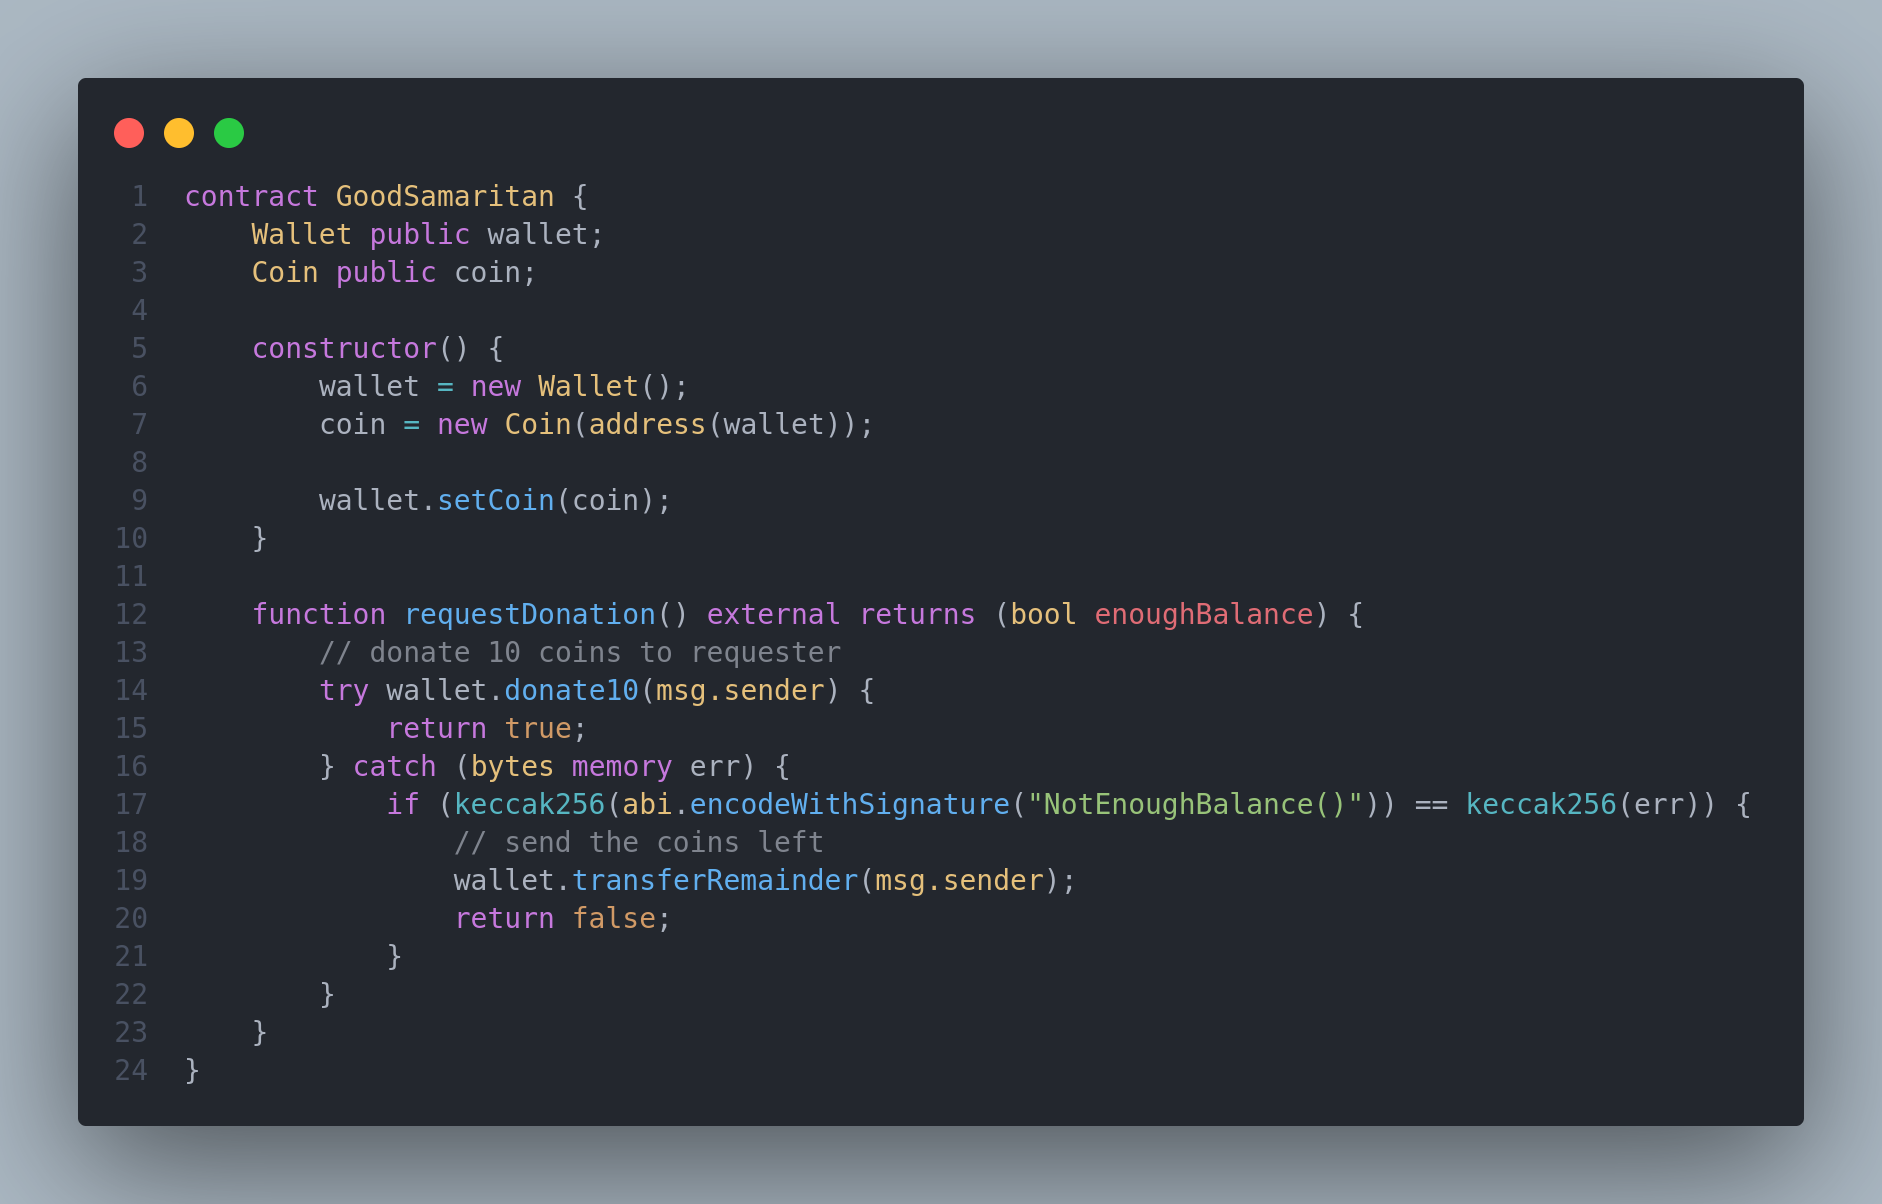 1 contract GoodSamaritan {
2     Wallet public wallet;
3     Coin public coin;
4
5     constructor() {
6         wallet = new Wallet();
7         coin = new Coin(address(wallet));
8
9         wallet.setCoin(coin);
10     }
11
12     function requestDonation() external returns (bool enoughBalance) {
13         // donate 10 coins to requester
14         try wallet.donate10(msg.sender) {
15             return true;
16         } catch (bytes memory err) {
17             if (keccak256(abi.encodeWithSignature("NotEnoughBalance()")) == keccak256(err)) {
18                 // send the coins left
19                 wallet.transferRemainder(msg.sender);
20                 return false;
21             }
22         }
23     }
24 }